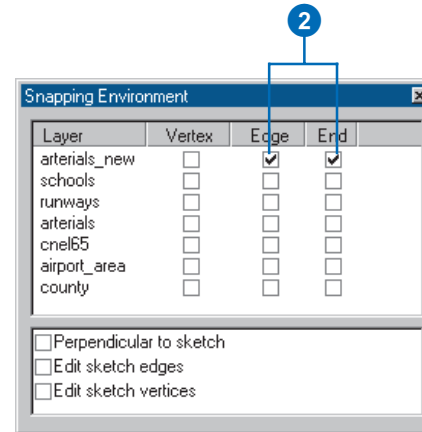 2
Snapping Environment
Layer Vertex Edge End
arterials_new
schools
runways
arterials
cnel65
airport_area
county
Perpendicular to sketch
Edit sketch edges
Edit sketch vertices